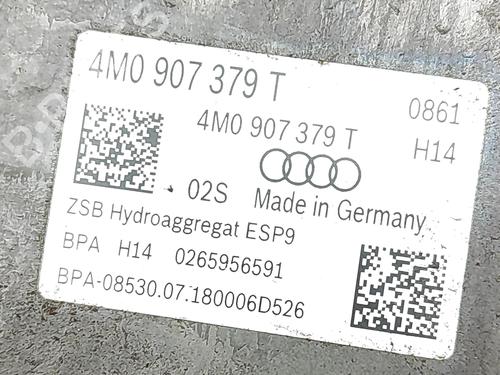 4M0 907 379 T
0861
4M0 907 379 T
H14
02S
Made in Germany
ZSB Hydroaggregat ESP9
BPA H14 0265956591
BPA-08530.07.180006D526